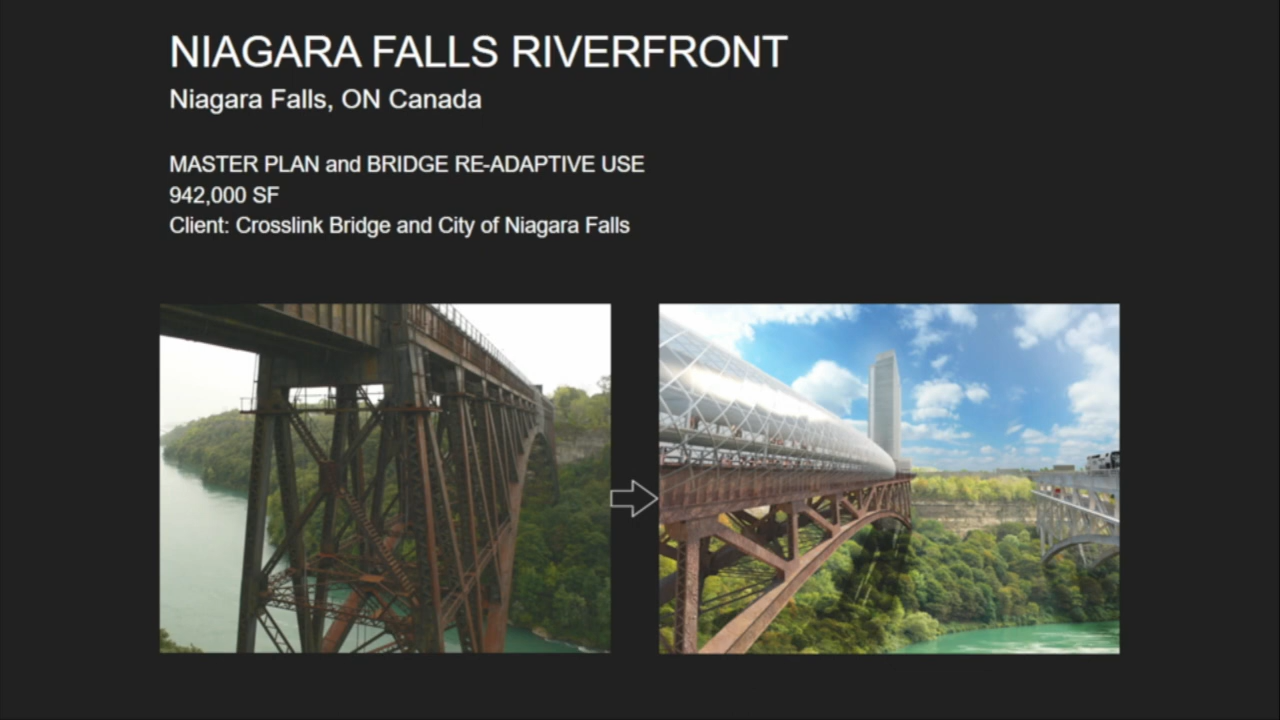 NIAGARA FALLS RIVERFRONT
Niagara Falls, ON Canada
MASTER PLAN and BRIDGE RE-ADAPTIVE USE
942,000 SF
Client: Crosslink Bridge and City of Niagara Falls